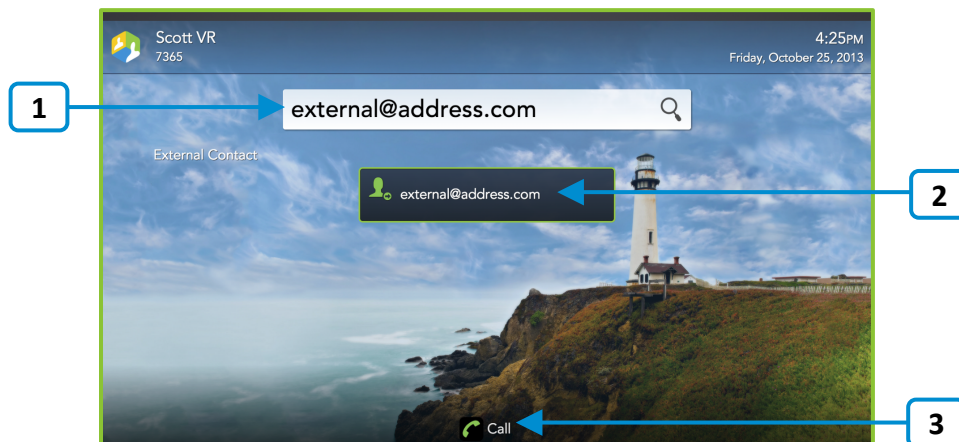 Scott VR
7365
4:25PM
Friday, October 25, 2013
1
external@address.com
External Contact
external@address.com
2
Call
3